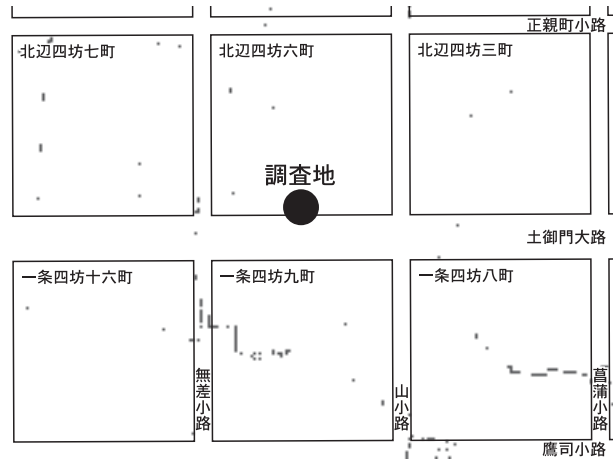 正親町小路
北辺四坊七町
北辺四坊六町
北辺四坊三町
調査地
土御門大路
一条四坊十六町
一条四坊九町
一条四坊八町
無差小路
山小路
菖蒲小路
鷹司小路